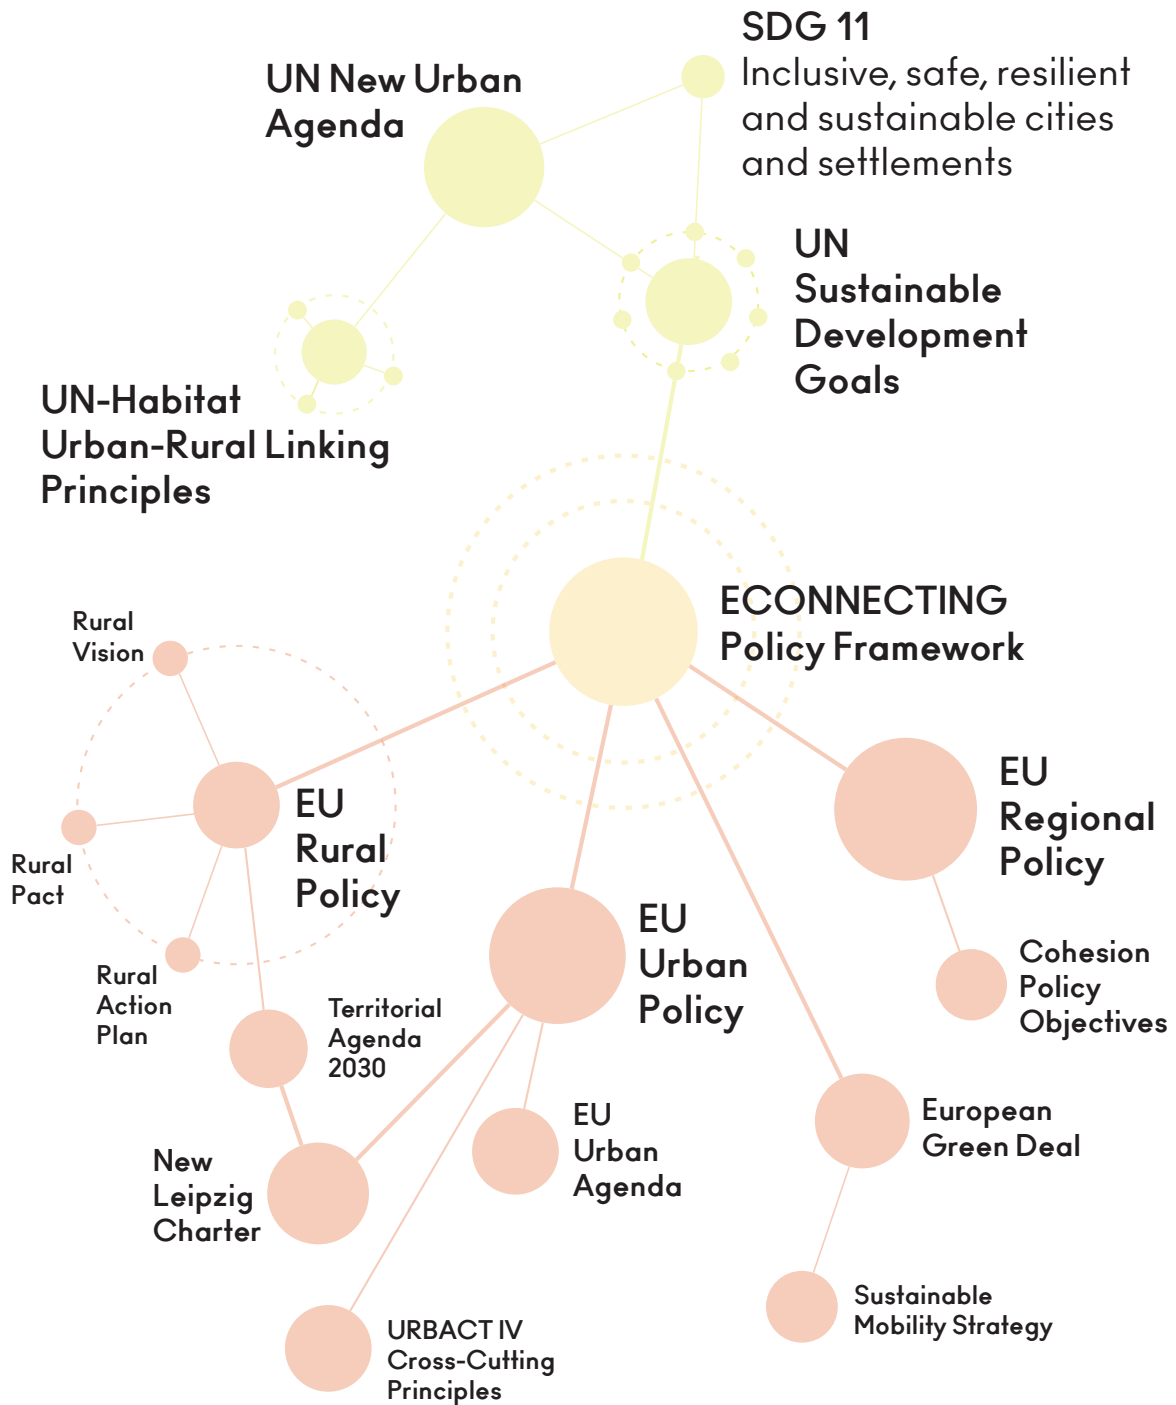 SDG 11
Inclusive, safe, resilient
and sustainable cities
and settlements
UN New Urban
Agenda
UN
Sustainable
Development
Goals
UN-Habitat
Urban-Rural Linking
Principles
ECONNECTING
Policy Framework
Rural
Vision
EU
Rural
Policy
Rural
Pact
Rural
Action
Plan
EU
Regional
Policy
EU
Urban
Policy
Cohesion
Policy
Objectives
Territorial
Agenda
2030
New
Leipzig
Charter
EU
Urban
Agenda
European
Green Deal
Sustainable
Mobility Strategy
URBACT IV
Cross-Cutting
Principles